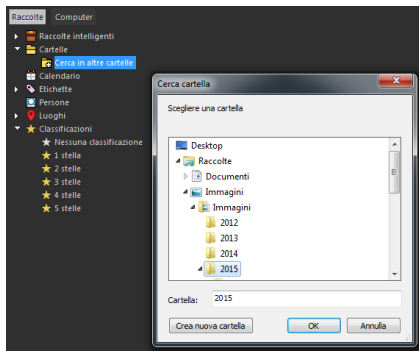 Raccolte Computer
Raccolte intelligenti
Cartelle
Cerca in altre cartelle
Calendario
Etichette
Persone
Luoghi
Classificazioni
Nessuna classificazione
1 stella
2 stelle
3 stelle
4 stelle
5 stelle
Cerca cartella
Scegliere una cartella
Desktop
Raccolte
Documenti
Immagini
Immagini
2012
2013
2014
2015
Cartella: 2015
Crea nuova cartella OK Annulla